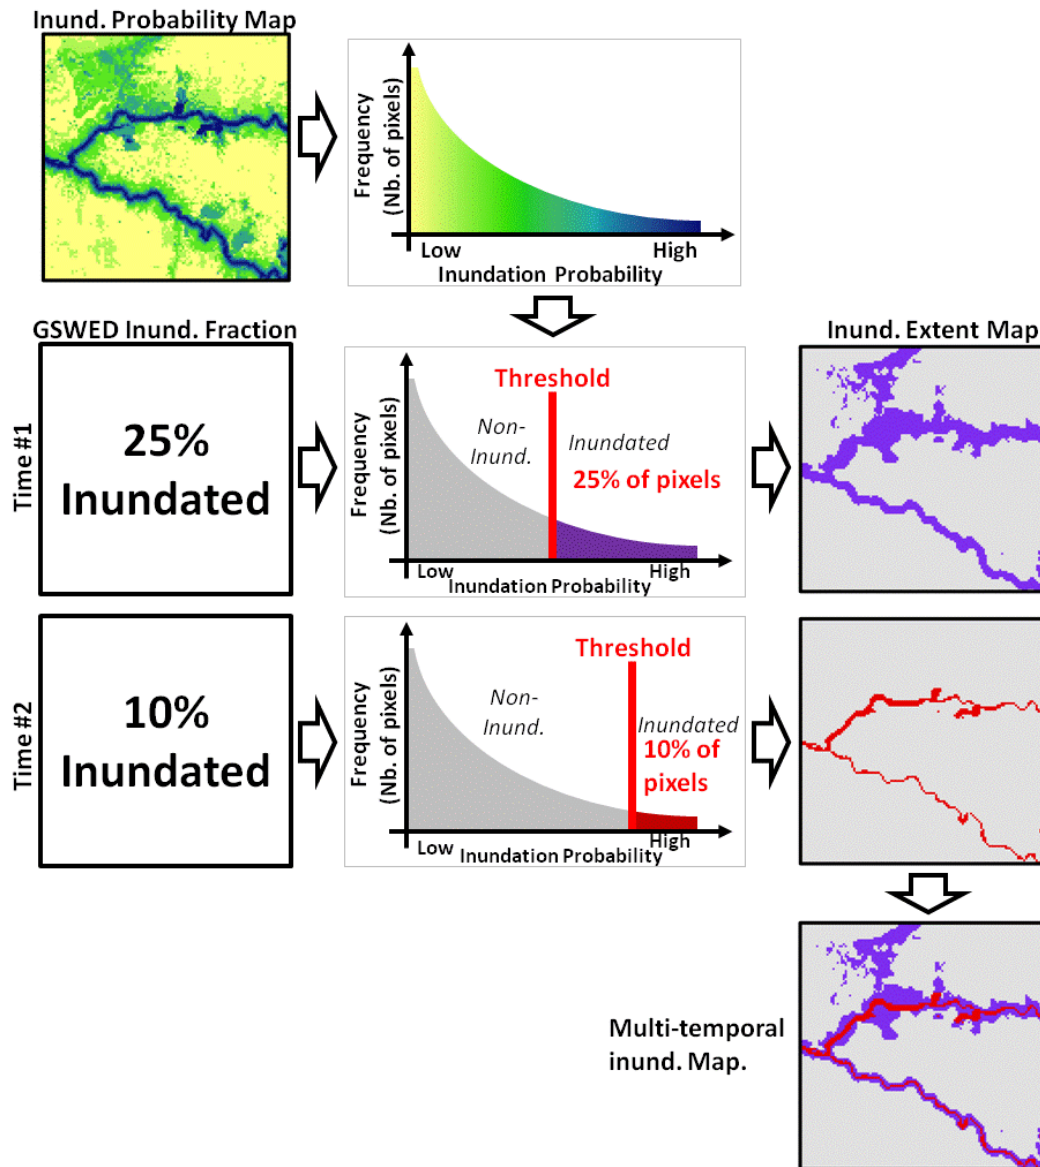 Inund. Probability Map
Frequency
(Nb. of pixels)
Low
High
Inundation Probability
GSWED Inund. Fraction
Inund. Extent Map
Time #1
25%
Inundated
Frequency
(Nb. of pixels)
Threshold
Non-
Inund.
Inundated
25% of pixels
Low
High
Inundation Probability
Time #2
10%
Inundated
Frequency
(Nb. of pixels)
Threshold
Non-
Inund.
Inundated
10% of
pixels
Low
High
Inundation Probability
Multi-temporal
inund. Map.